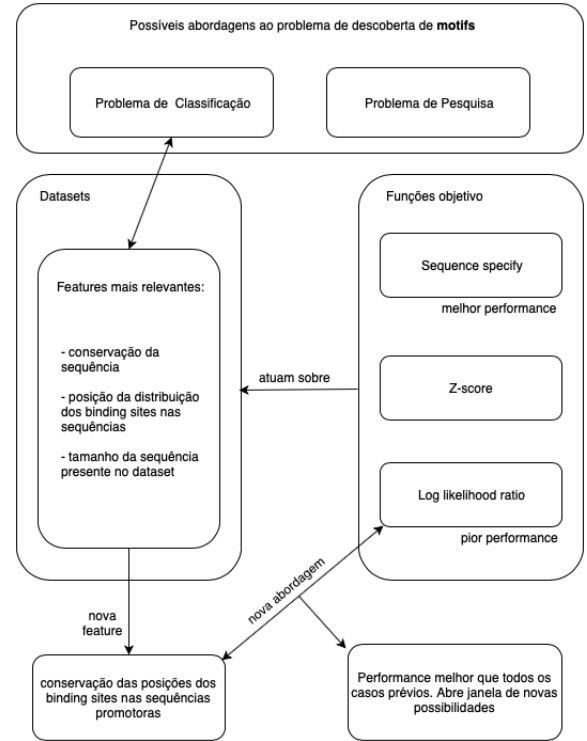 Possíveis abordagens ao problema de descoberta de motifs
Problema de Classificação
Problema de Pesquisa
Datasets
Features mais relevantes:
- conservação da
sequência
- posição da distribuição
dos binding sites nas
sequências
- tamanho da sequência
presente no dataset
atuam sobre
Funções objetivo
Sequence specify
melhor performance
Z-score
Log likelihood ratio
pior performance
nova
feature
nova abordagem
conservação das posições dos
binding sites nas sequências
promotoras
Performance melhor que todos os
casos prévios. Abre janela de novas
possibilidades